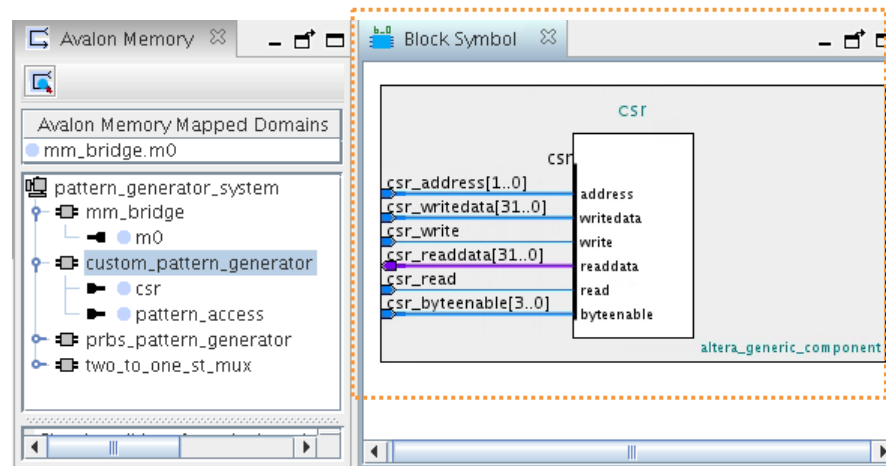 Avalon Memory
Avalon Memory Mapped Domains
mm_bridge.m0
pattern_generator_system
mm_bridge
m0
custom_pattern_generator
csr
pattern_access
prbs_pattern_generator
two_to_one_st_mux
Block Symbol
csr
csr
csr_address[1..0]
address
csr_writedata[31..0]
writedata
csr_write
write
csr_readdata[31..0]
readdata
csr_read
read
csr_byteenable[3..0]
byteenable
altera_generic_component